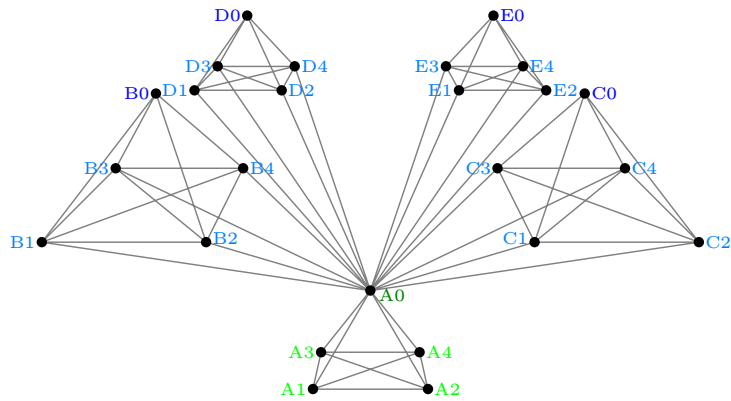 D0 E0
D3 D4 E3 E4
B0 D1 D2 E1 E2 C0
B3 B4 C3 C4
B1 B2 C1 C2
A0
A3 A4
A1 A2